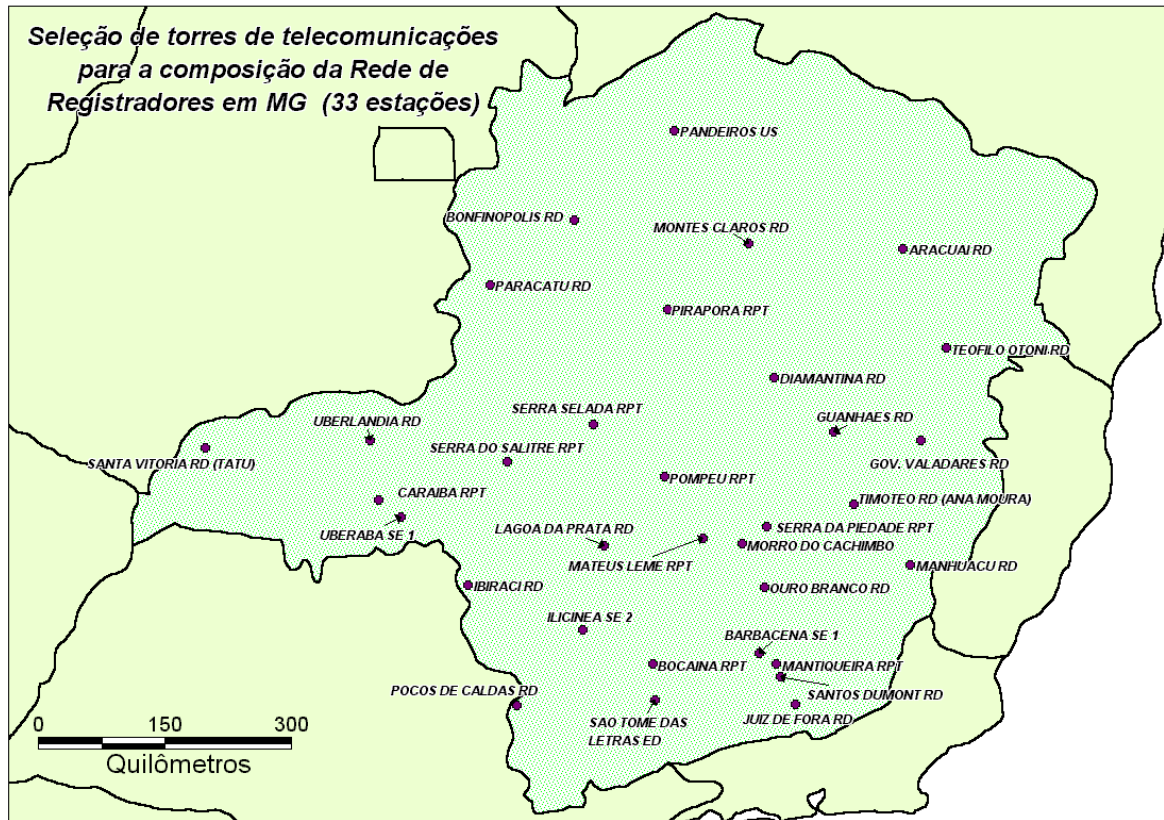 Seleção de torres de telecomunicações
para a composição da Rede de
Registradores em MG (33 estações)
PANDEIROS US
BONFINOPOLIS RD
MONTES CLAROS RD
ARACUAI RD
PARACATU RD
PIRAPORA RPT
TEOFILO OTONI RD
DIAMANTINA RD
SERRA SELADA RPT
GUANHAES RD
UBERLANDIA RD
SERRA DO SALITRE RPT
SANTA VITORIA RD (TATU)
GOV. VALADARES RD
POMPEU RPT
CARAIBA RPT
TIMOTEO RD (ANA MOURA)
LAGOA DA PRATA RD
SERRA DA PIEDADE RPT
UBERABA SE 1
MORRO DO CACHIMBO
MATEUS LEME RPT
MANHUACU RD
IBIRACI RD
OURO BRANCO RD
ILICINEA SE 2
BARBACENA SE 1
BOCAINA RPT
MANTIQUEIRA RPT
POCOS DE CALDAS RD
SANTOS DUMONT RD
SAO TOME DAS
LETRAS ED
JUIZ DE FORA RD
0 150 300
Quilômetros